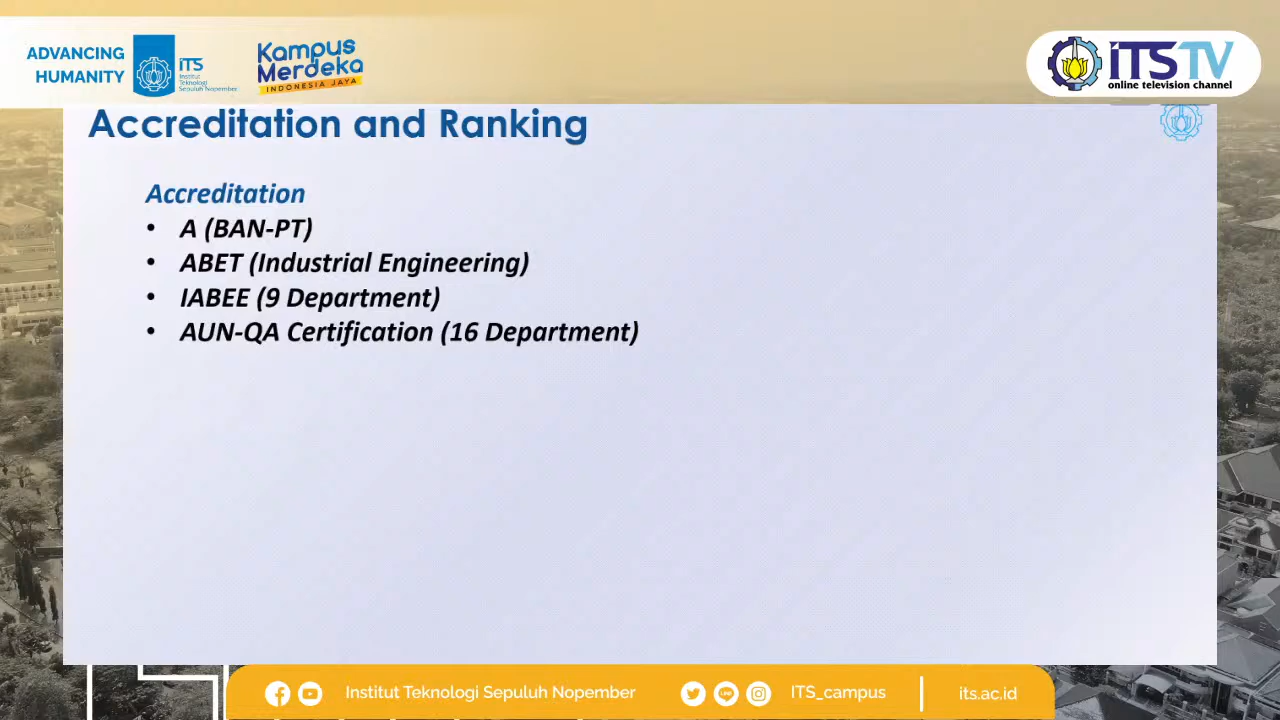 ADVANCING
HUMANITY
ITS
Institut
Teknologi
Sepuluh Nopember
Kampus
Merdeka
INDONESIA JAYA
iTSTV
online television channel
Accreditation and Ranking
Accreditation
• A (BAN-PT)
• ABET (Industrial Engineering)
• IABEE (9 Department)
• AUN-QA Certification (16 Department)
Institut Teknologi Sepuluh Nopember
ITS_campus
its.ac.id